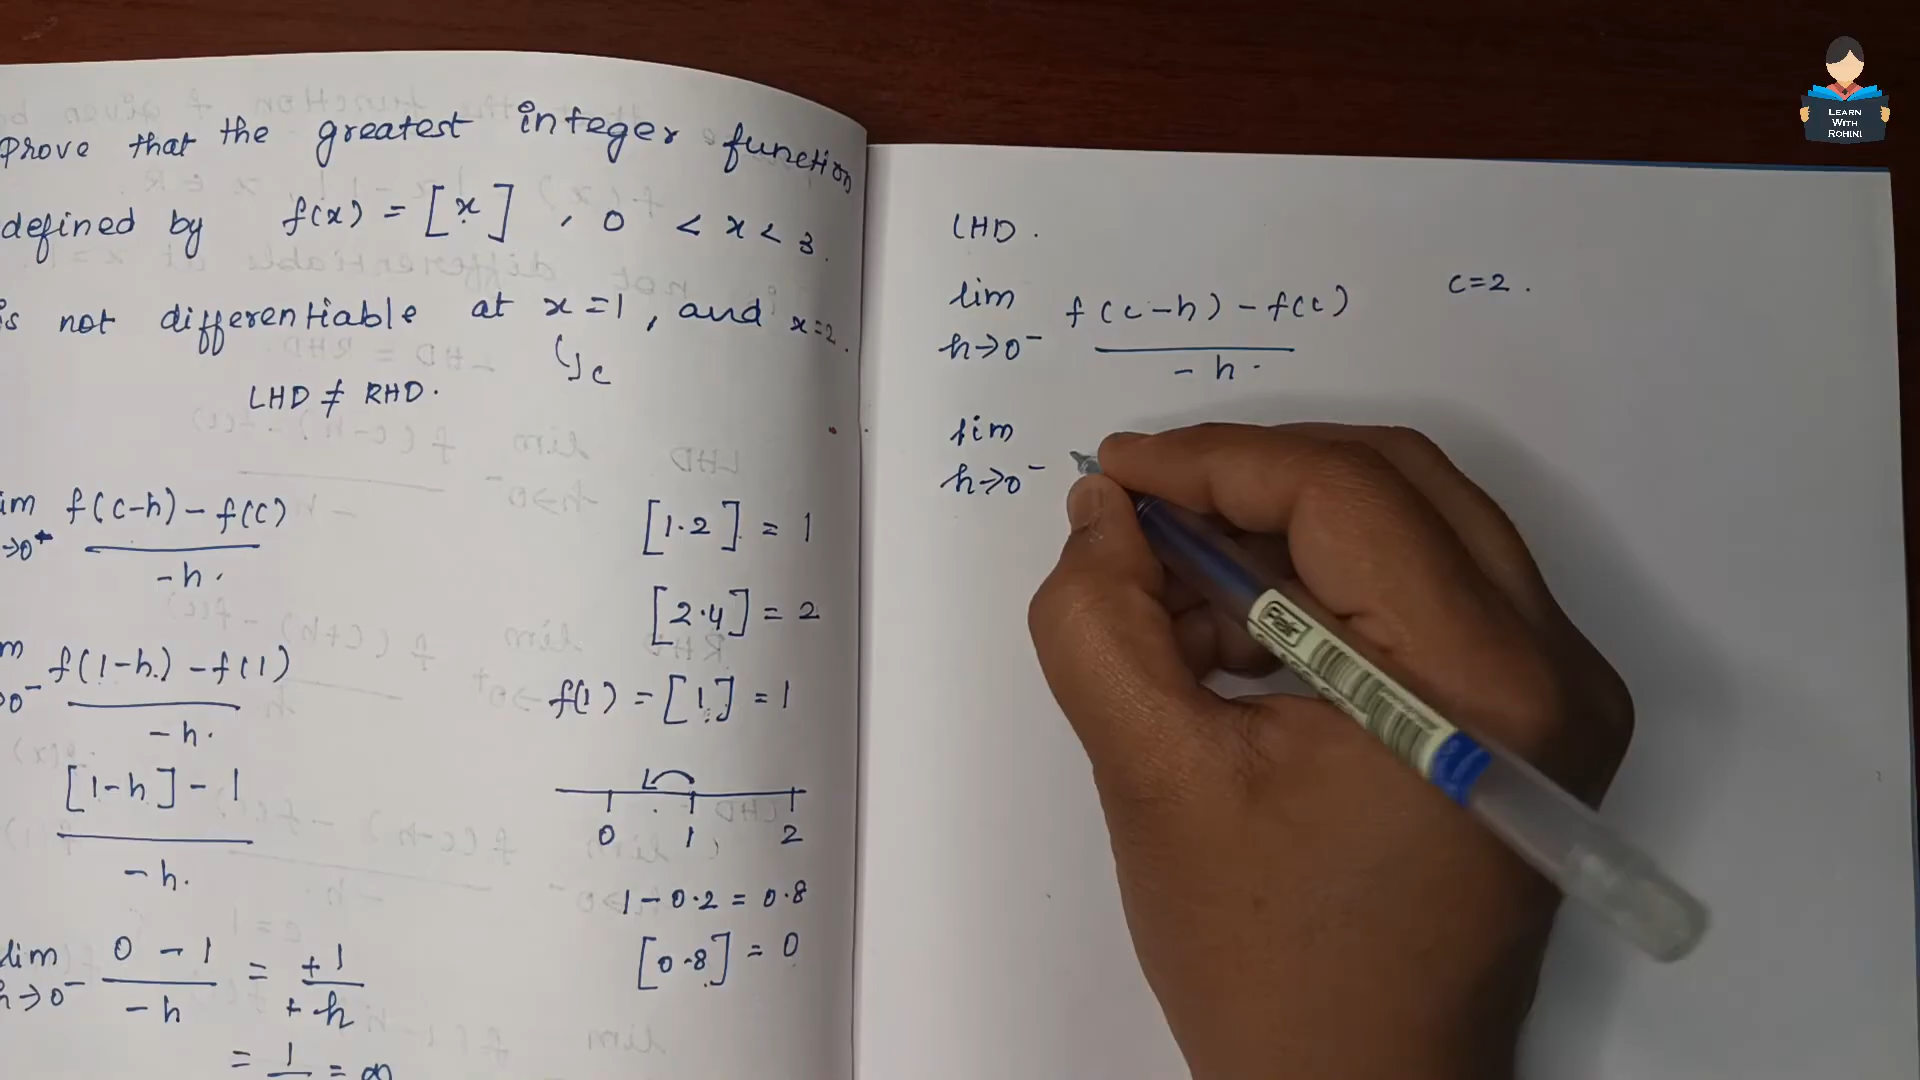 Prove that the greatest integer function
defined by f(x) = [x] , 0 < x < 3.
is not differentiable at x = 1, and x = 2.
c
LHD ≠ RHD.
lim f(c-h) - f(c)
h→0⁺
-h.
f(1-h) - f(1)
→0⁻
-h.
[1-h] - 1
-h.
lim 0 - 1 = +1
h→0⁻ -h +h
= 1 = ∞
[1.2] = 1
[2.4] = 2
f(1) = [1] = 1
0 1 2
1 - 0.2 = 0.8
[0.8] = 0
LHD.
lim f(c-h) - f(c) c=2.
h→0⁻ -h.
lim
h→0⁻
Flair
LEARN
WITH
ROHINI